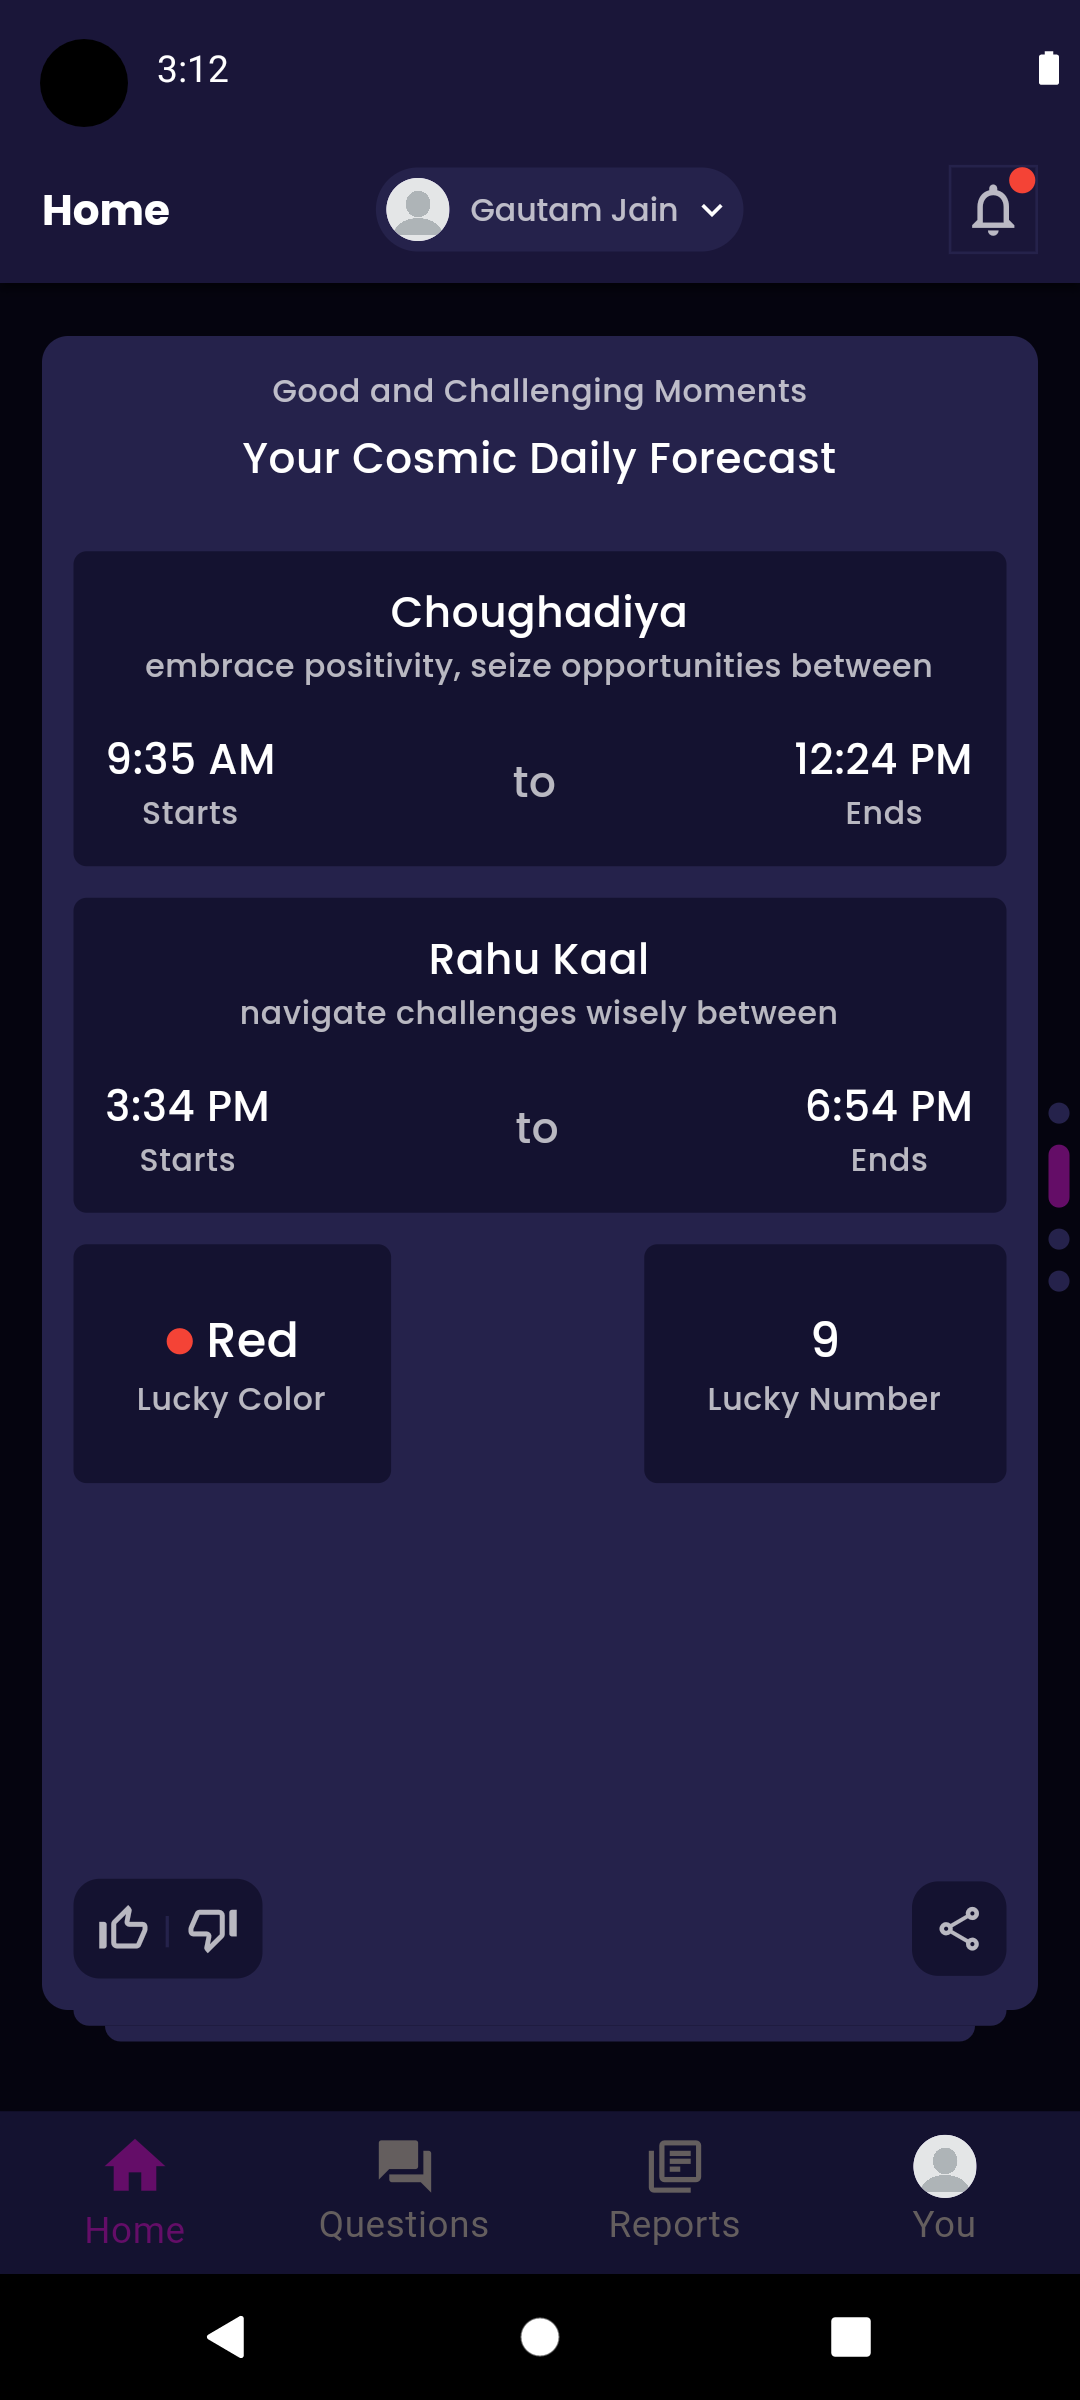 3:12
Home
Gautam Jain
Good and Challenging Moments
Your Cosmic Daily Forecast
Choughadiya
embrace positivity, seize opportunities between
9:35 AM to 12:24 PM
Starts Ends
Rahu Kaal
navigate challenges wisely between
3:34 PM to 6:54 PM
Starts Ends
Red 9
Lucky Color Lucky Number
Home Questions Reports You